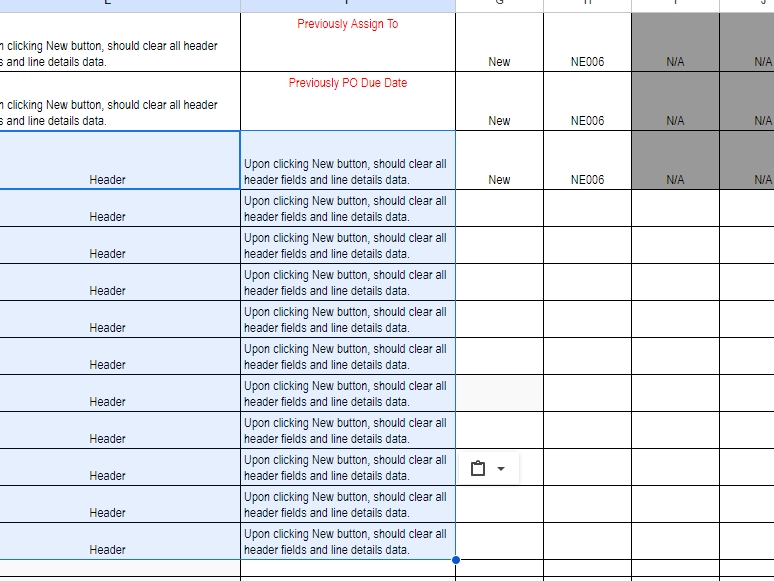 Previously Assign To
clicking New button, should clear all header
and line details data.
New
NE006
N/A
N/A
Previously PO Due Date
clicking New button, should clear all header
and line details data.
New
NE006
N/A
N/A
Header
Upon clicking New button, should clear all
header fields and line details data.
New
NE006
N/A
N/A
Header
Upon clicking New button, should clear all
header fields and line details data.
Header
Upon clicking New button, should clear all
header fields and line details data.
Header
Upon clicking New button, should clear all
header fields and line details data.
Header
Upon clicking New button, should clear all
header fields and line details data.
Header
Upon clicking New button, should clear all
header fields and line details data.
Header
Upon clicking New button, should clear all
header fields and line details data.
Header
Upon clicking New button, should clear all
header fields and line details data.
Header
Upon clicking New button, should clear all
header fields and line details data.
Header
Upon clicking New button, should clear all
header fields and line details data.
Header
Upon clicking New button, should clear all
header fields and line details data.